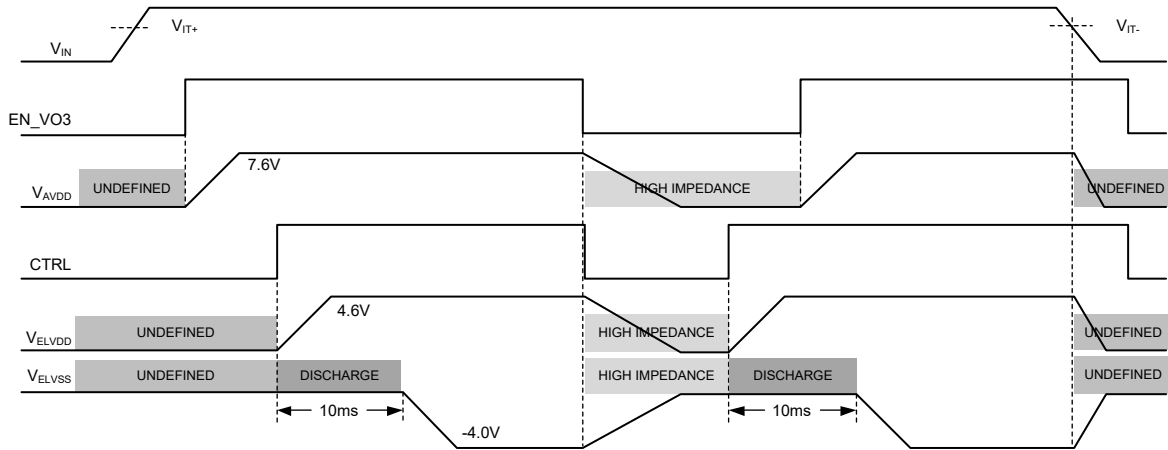 V_IT+
V_IT-
V_IN
EN_VO3
7.6V
V_AVDD
UNDEFINED
HIGH IMPEDANCE
UNDEFINED
CTRL
4.6V
V_ELVDD
UNDEFINED
HIGH IMPEDANCE
UNDEFINED
V_ELVSS
UNDEFINED
DISCHARGE
HIGH IMPEDANCE
DISCHARGE
UNDEFINED
10ms
10ms
-4.0V